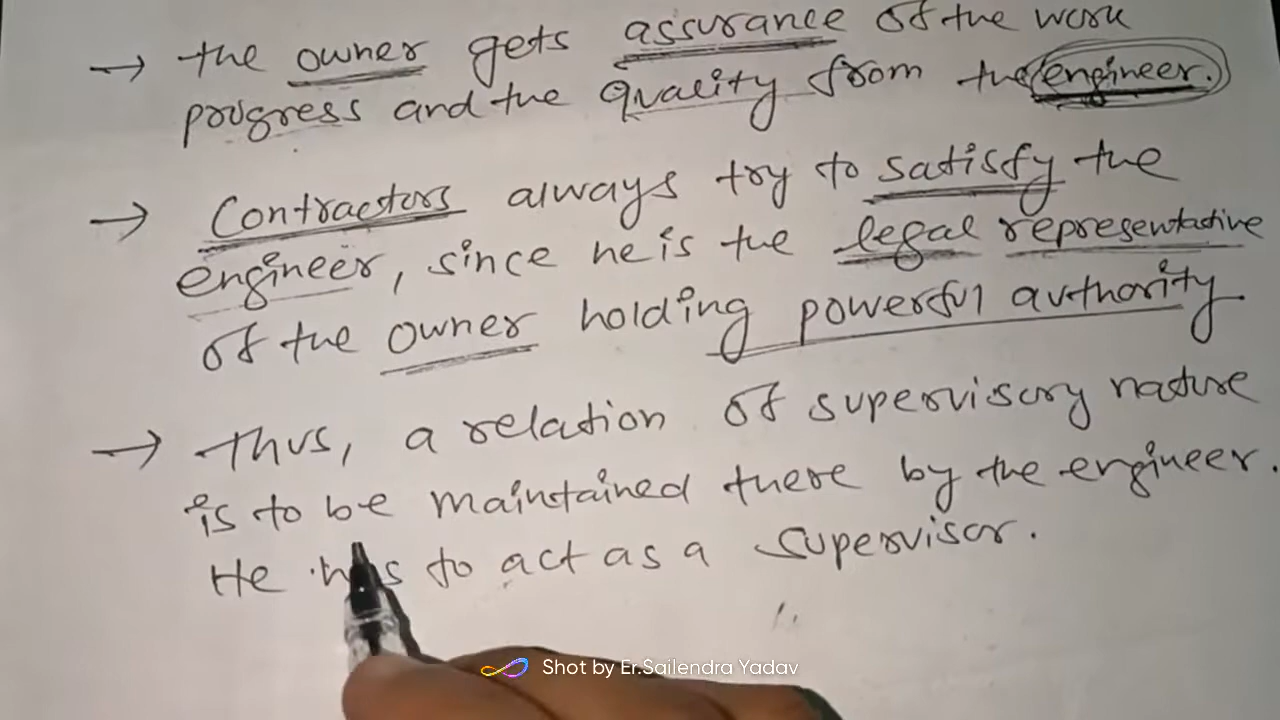 → the owner gets assurance of the work
progress and the quality from the engineer.
→ Contractors always try to satisfy the
engineer, since he is the legal representative
of the owner holding powerful authority.
→ Thus, a relation of supervisory nature
is to be maintained there by the engineer.
He has to act as a supervisor.
Shot by Er.Sailendra Yadav